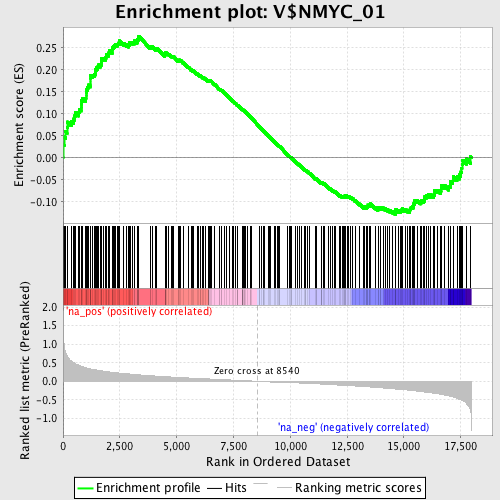 Enrichment plot: V$NMYC_01
Enrichment score (ES)
0.25
0.20
0.15
0.10
0.05
0.00
-0.05
-0.10
'na_pos' (positively correlated)
Ranked list metric (PreRanked)
2.0
1.5
1.0
0.5
0.0
-0.5
-1.0
Zero cross at 8540
'na_neg' (negatively correlated)
0
2,500
5,000
7,500
10,000
12,500
15,000
17,500
Rank in Ordered Dataset
Enrichment profile
Hits
Ranking metric scores